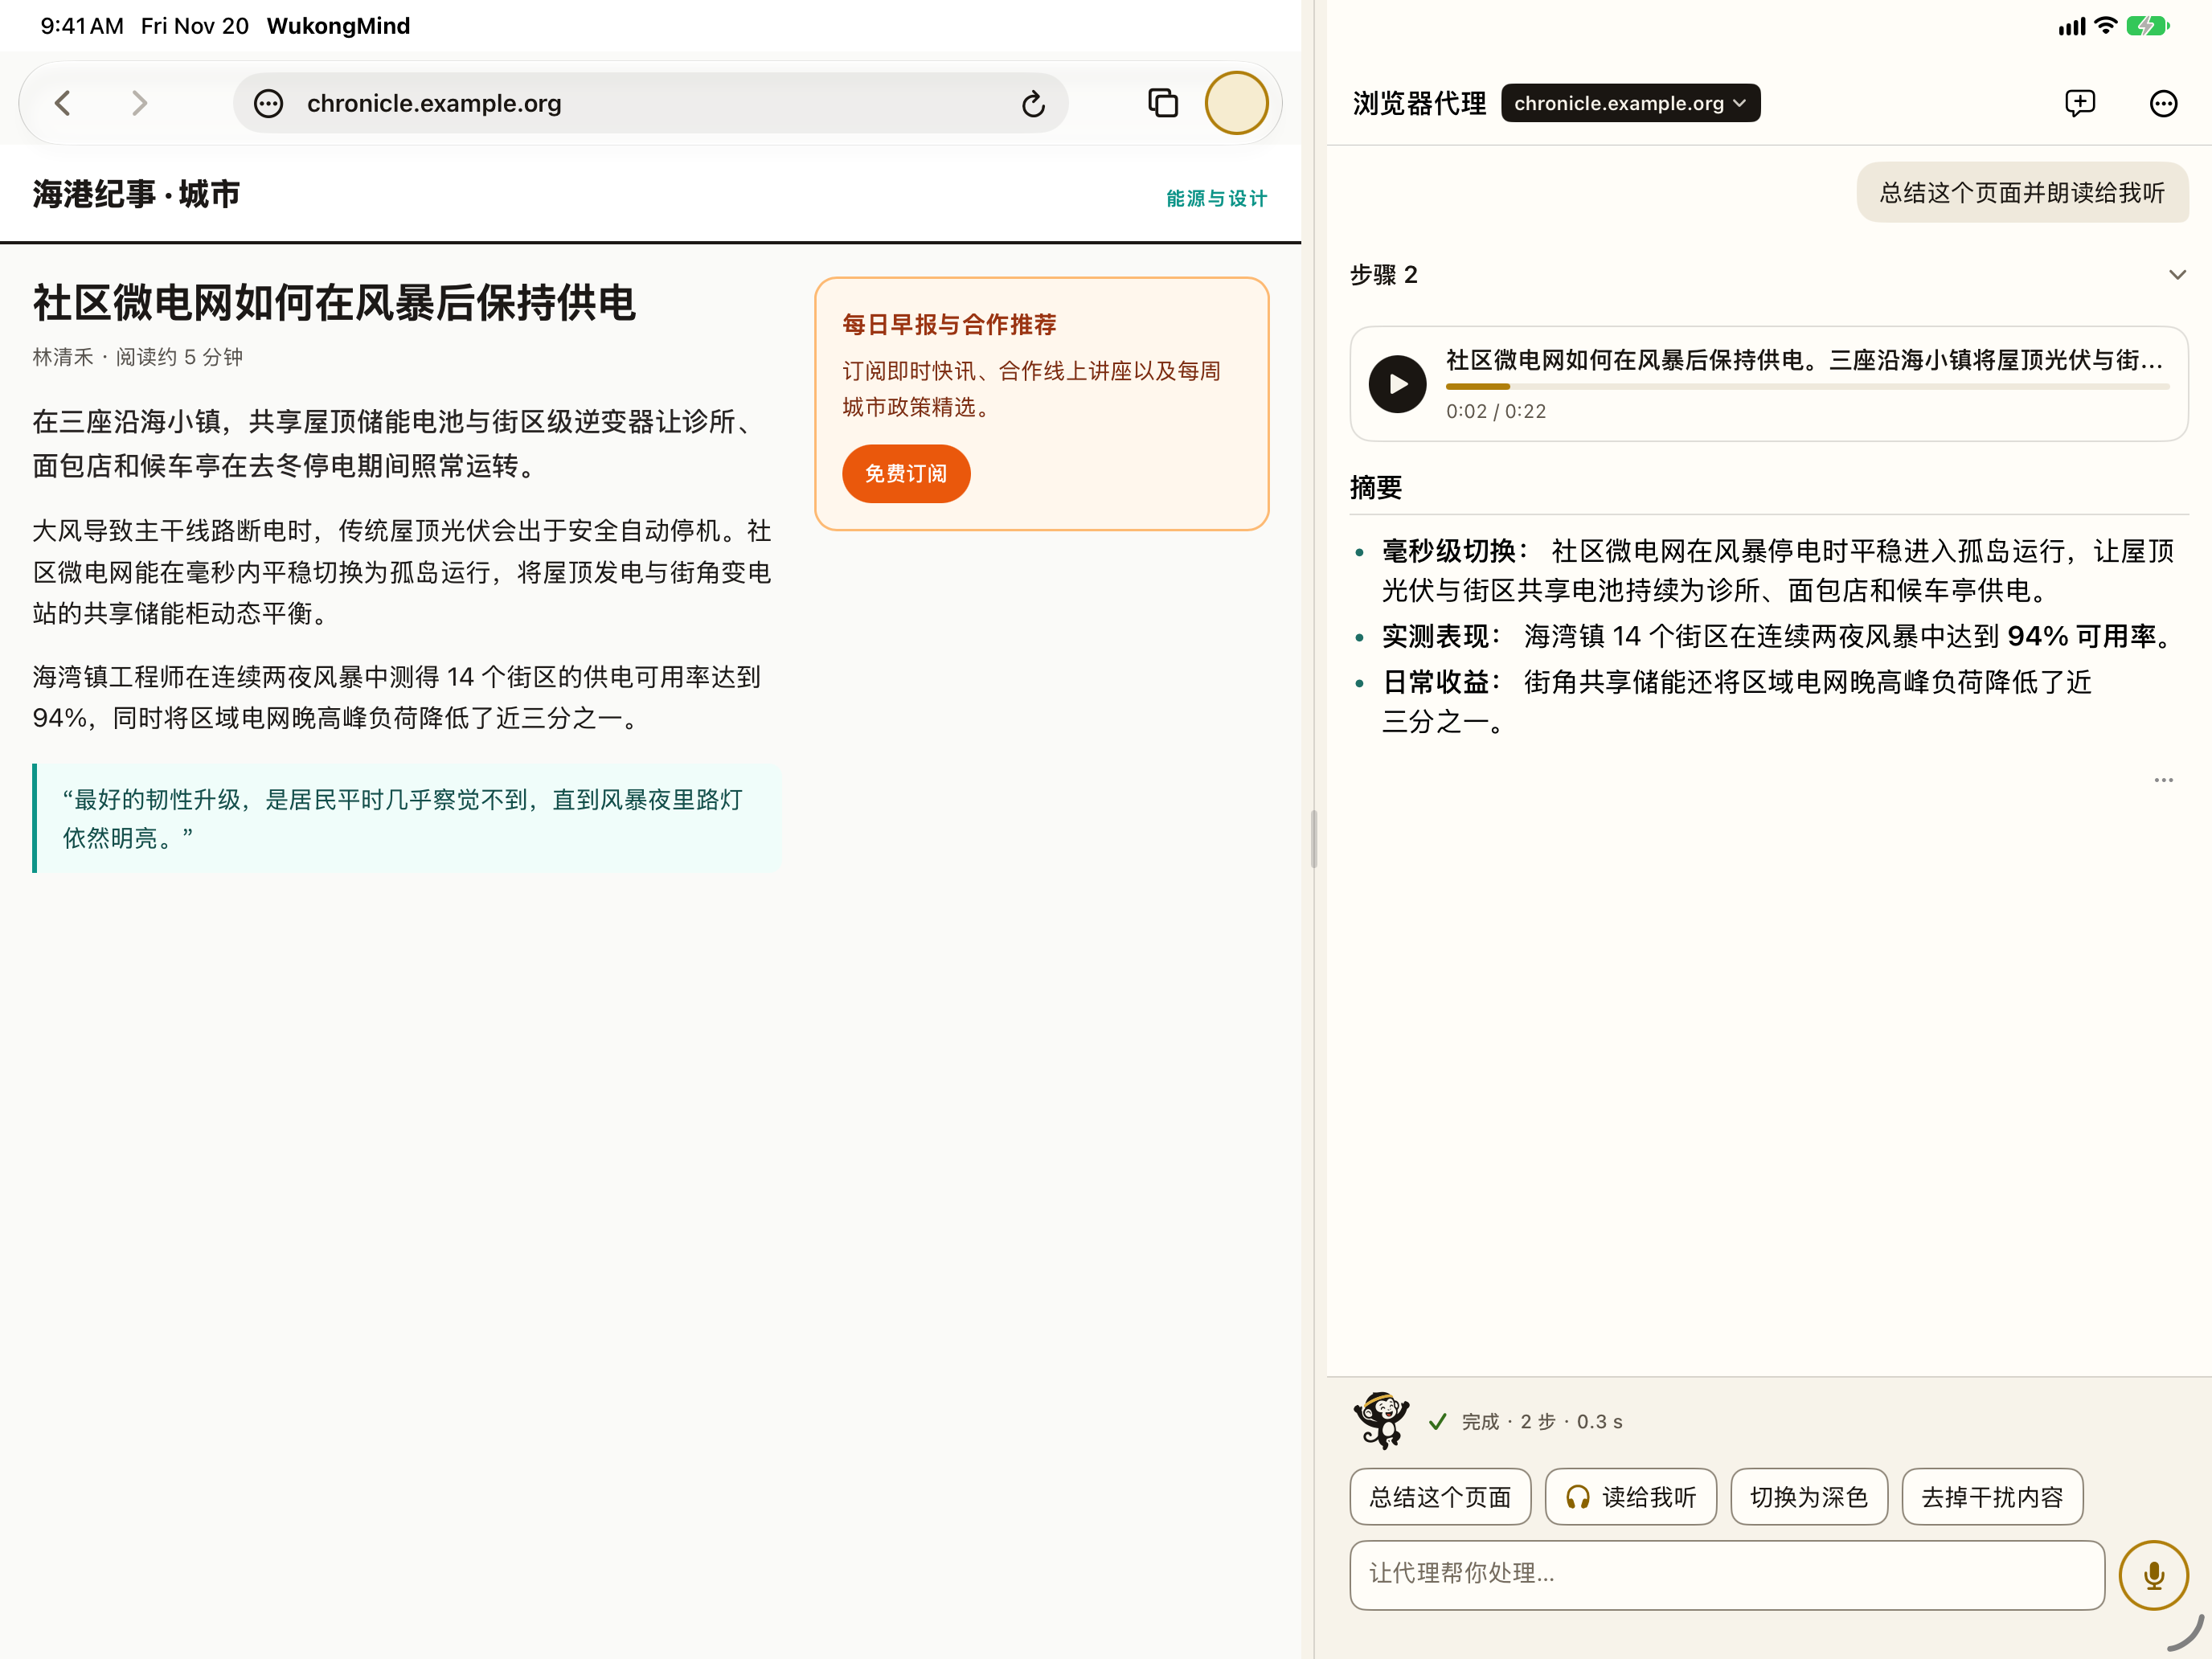 9:41 AM Fri Nov 20 WukongMind
chronicle.example.org
海港纪事 · 城市
能源与设计
社区微电网如何在风暴后保持供电
林清禾 · 阅读约 5 分钟
在三座沿海小镇，共享屋顶储能电池与街区级逆变器让诊所、
面包店和候车亭在去冬停电期间照常运转。
大风导致主干线路断电时，传统屋顶光伏会出于安全自动停机。社
区微电网能在毫秒内平稳切换为孤岛运行，将屋顶发电与街角变电
站的共享储能柜动态平衡。
海湾镇工程师在连续两夜风暴中测得 14 个街区的供电可用率达到
94%，同时将区域电网晚高峰负荷降低了近三分之一。
“最好的韧性升级，是居民平时几乎察觉不到，直到风暴夜里路灯
依然明亮。”
每日早报与合作推荐
订阅即时快讯、合作线上讲座以及每周
城市政策精选。
免费订阅
浏览器代理
chronicle.example.org
总结这个页面并朗读给我听
步骤 2
社区微电网如何在风暴后保持供电。三座沿海小镇将屋顶光伏与街...
0:02 / 0:22
摘要
• 毫秒级切换： 社区微电网在风暴停电时平稳进入孤岛运行，让屋顶
光伏与街区共享电池持续为诊所、面包店和候车亭供电。
• 实测表现： 海湾镇 14 个街区在连续两夜风暴中达到 94% 可用率。
• 日常收益： 街角共享储能还将区域电网晚高峰负荷降低了近
三分之一。
完成 · 2 步 · 0.3 s
总结这个页面
读给我听
切换为深色
去掉干扰内容
让代理帮你处理...